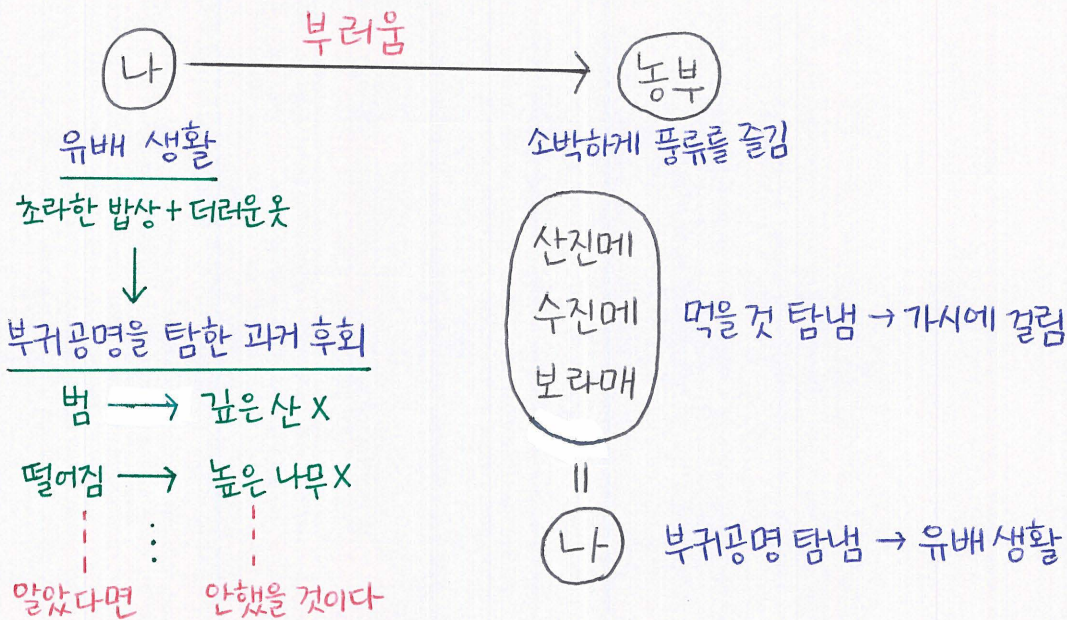 부러움
나 → 농부
유배 생활
소박하게 풍류를 즐김
초라한 밥상 + 더러운 옷
↓
부귀공명을 탐한 과거 후회
범 → 깊은 산 X
떨어짐 → 높은 나무 X
⋮
알았다면 안했을 것이다
산진메
수진메
보라매
먹을 것 탐냄 → 가시에 걸림
=
나
부귀공명 탐냄 → 유배 생활